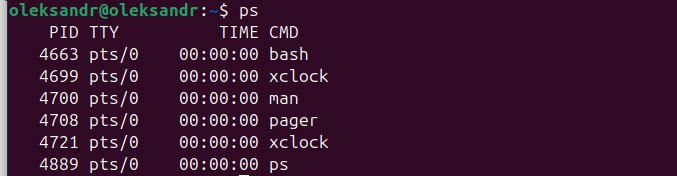 oleksandr@oleksandr:~$ ps
    PID TTY          TIME CMD
   4663 pts/0    00:00:00 bash
   4699 pts/0    00:00:00 xclock
   4700 pts/0    00:00:00 man
   4708 pts/0    00:00:00 pager
   4721 pts/0    00:00:00 xclock
   4889 pts/0    00:00:00 ps